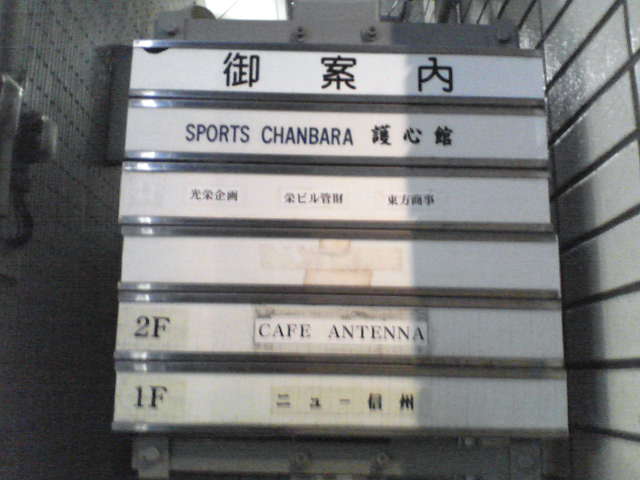 御案内
SPORTS CHANBARA 護心館
光栄企画 栄ビル管財 東方商事
2F CAFE ANTENNA
1F ニュー信州